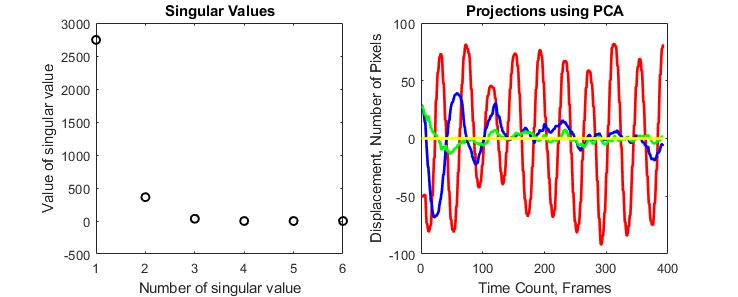 Singular Values
Value of singular value
3000
2500
2000
1500
1000
500
0
-500
1 2 3 4 5 6
Number of singular value
Projections using PCA
Displacement, Number of Pixels
100
50
0
-50
-100
0 100 200 300 400
Time Count, Frames